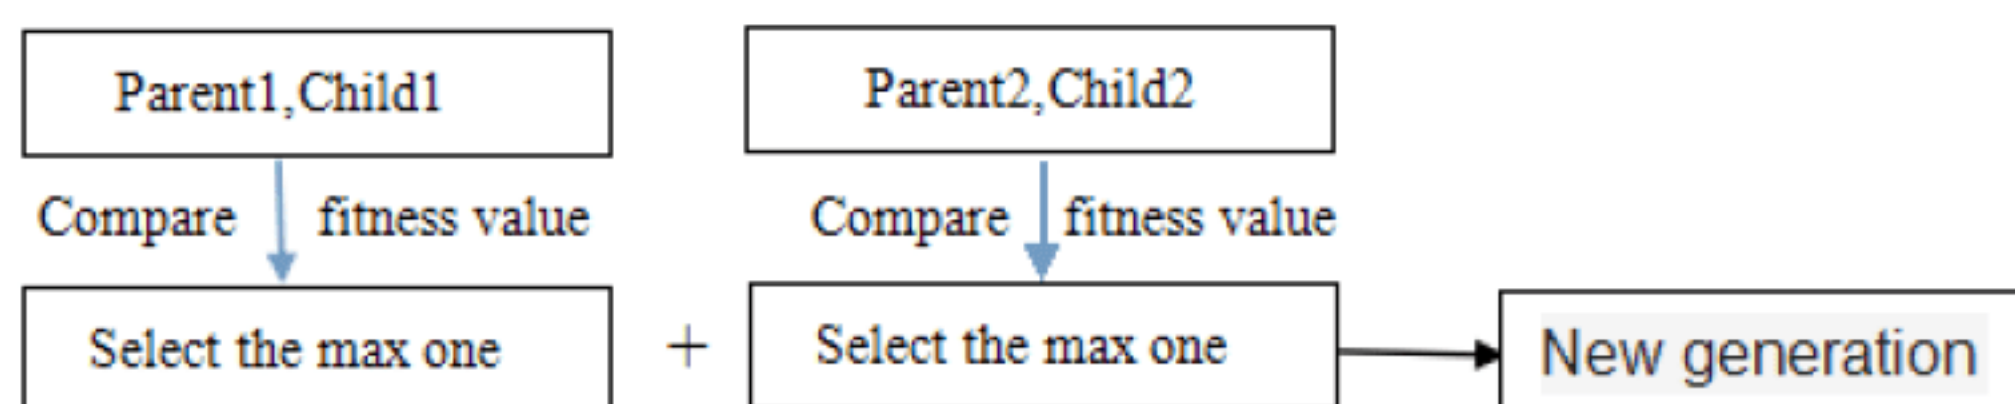 Parent1,Child1
Parent2,Child2
Compare fitness value
Compare fitness value
Select the max one
+
Select the max one
New generation